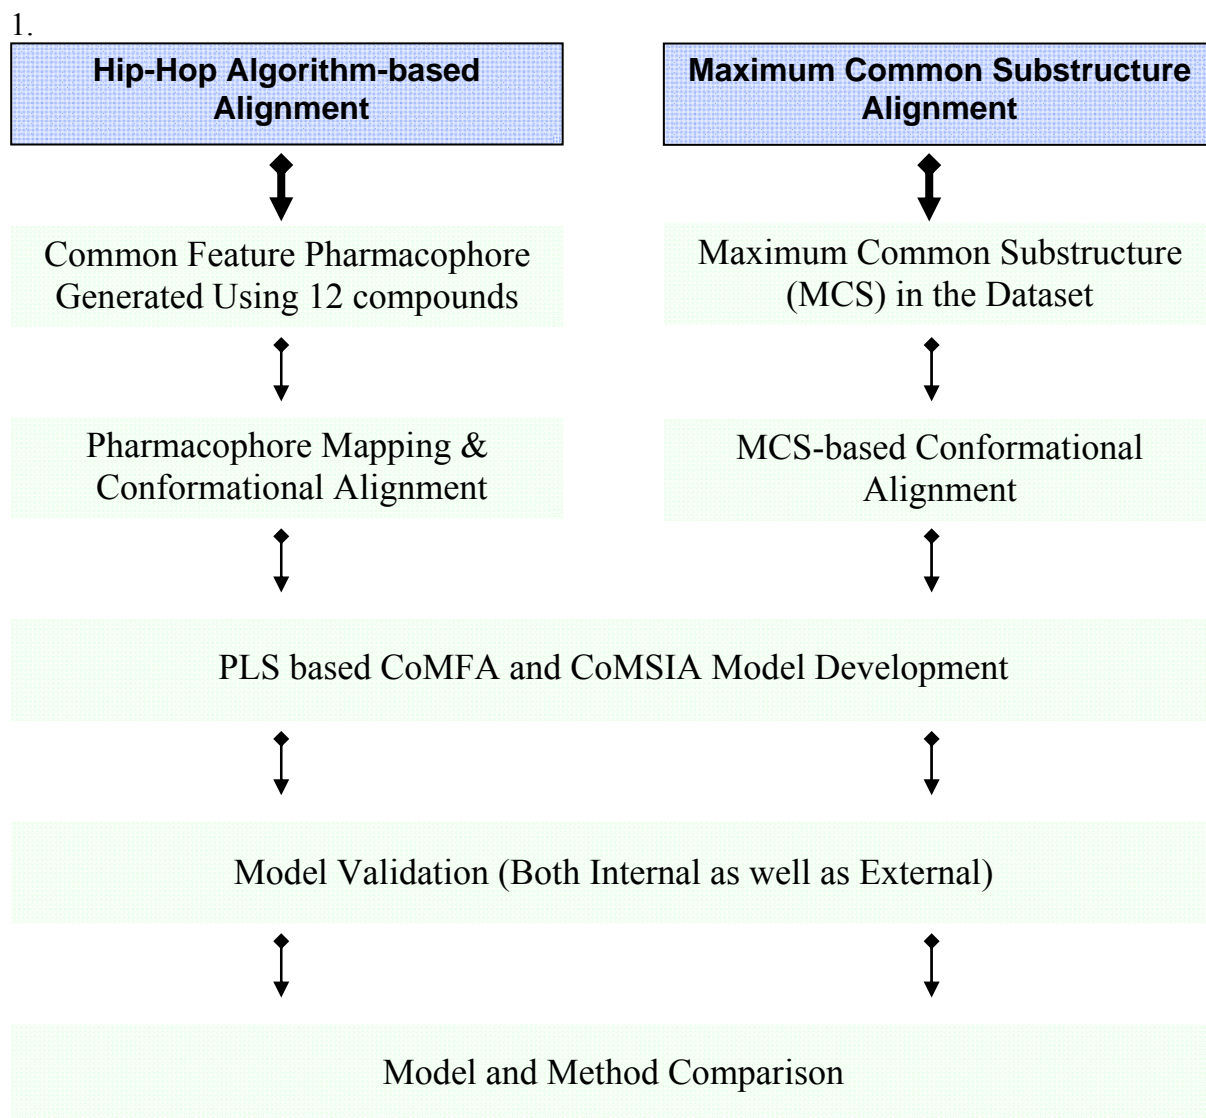 1.
Hip-Hop Algorithm-based
Alignment
Maximum Common Substructure
Alignment
Common Feature Pharmacophore
Generated Using 12 compounds
Maximum Common Substructure
(MCS) in the Dataset
Pharmacophore Mapping &
Conformational Alignment
MCS-based Conformational
Alignment
PLS based CoMFA and CoMSIA Model Development
Model Validation (Both Internal as well as External)
Model and Method Comparison